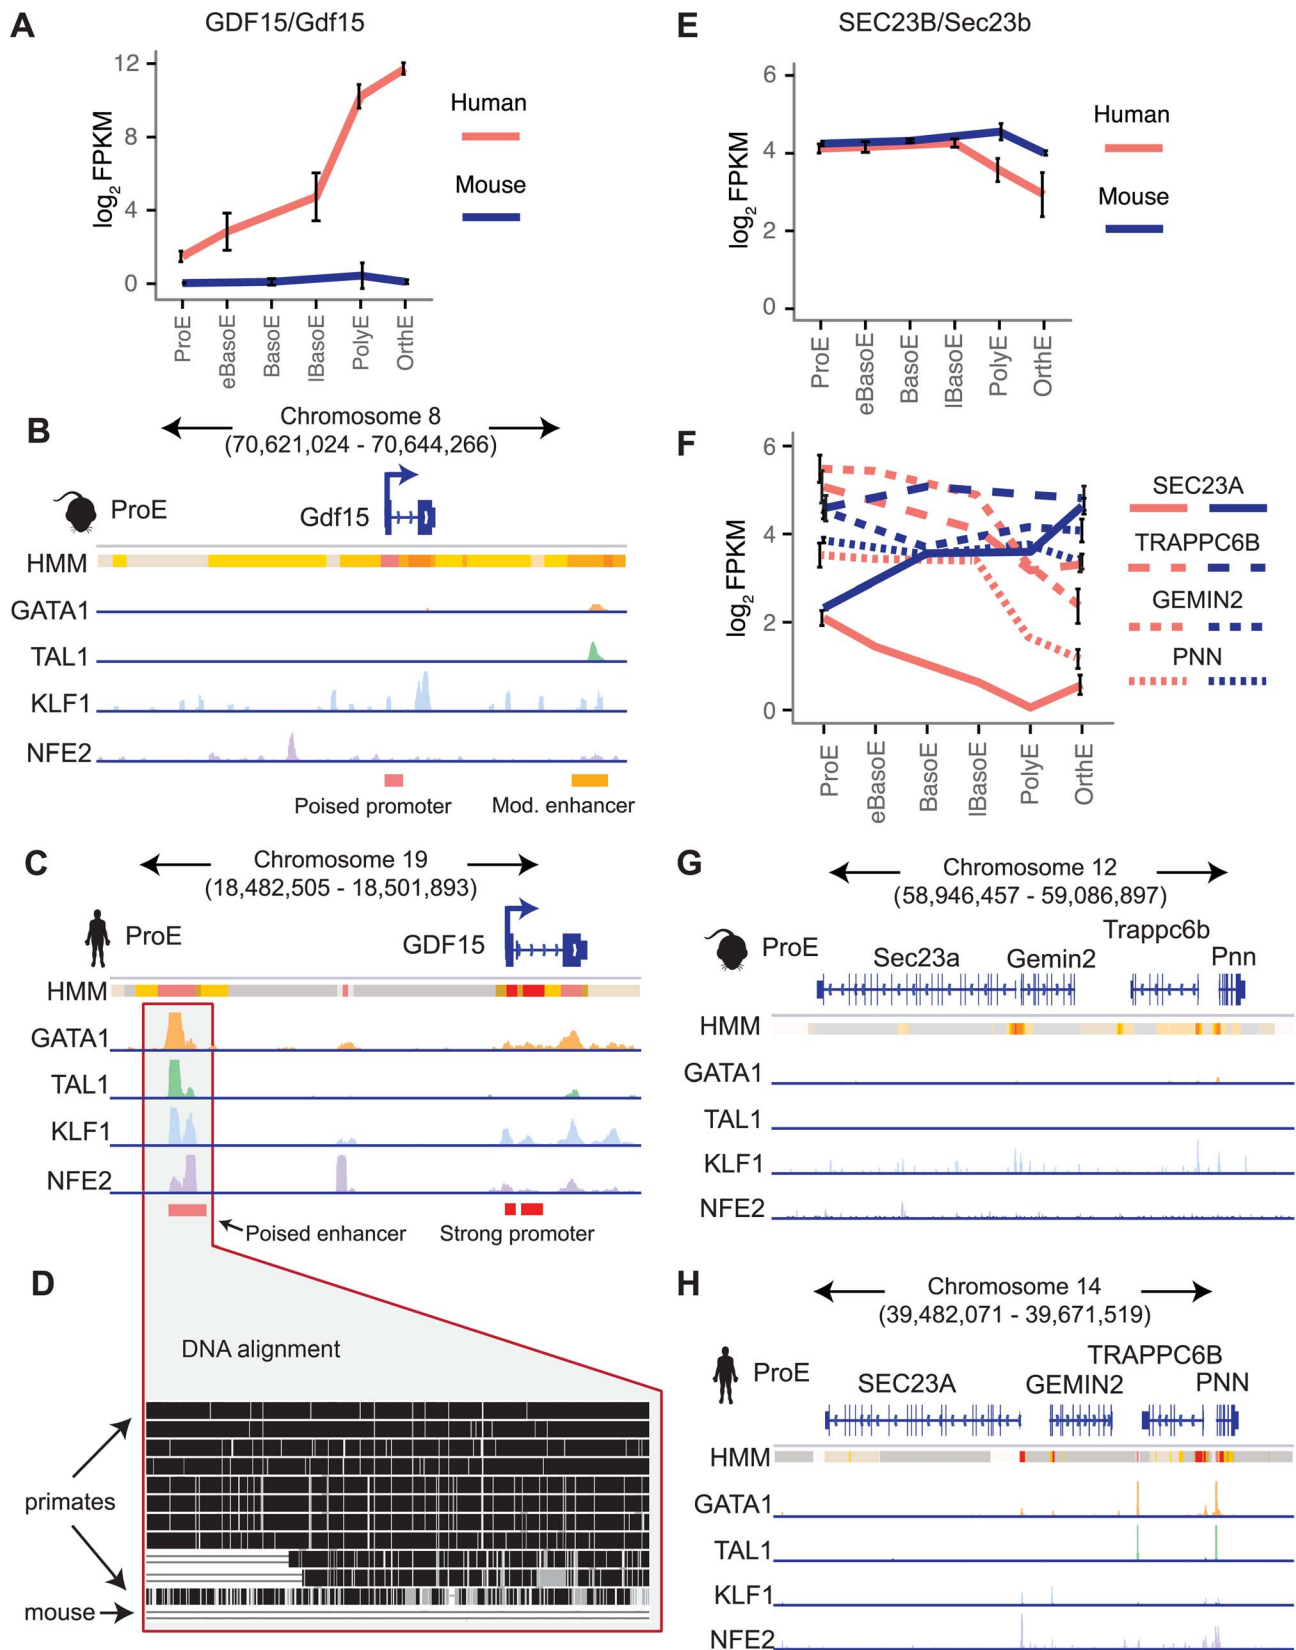 A
GDF15/Gdf15
log2 FPKM
12
8
4
0
ProE
eBasoE
BasoE
lBasoE
PolyE
OrthE
Human
Mouse
B
Chromosome 8
(70,621,024 - 70,644,266)
ProE
Gdf15
HMM
GATA1
TAL1
KLF1
NFE2
Poised promoter
Mod. enhancer
C
Chromosome 19
(18,482,505 - 18,501,893)
ProE
GDF15
HMM
GATA1
TAL1
KLF1
NFE2
Poised enhancer
Strong promoter
D
DNA alignment
primates
mouse
E
SEC23B/Sec23b
log2 FPKM
6
4
2
0
ProE
eBasoE
BasoE
lBasoE
PolyE
OrthE
Human
Mouse
F
log2 FPKM
6
4
2
0
ProE
eBasoE
BasoE
lBasoE
PolyE
OrthE
SEC23A
TRAPPC6B
GEMIN2
PNN
G
Chromosome 12
(58,946,457 - 59,086,897)
ProE
Trappc6b
Sec23a
Gemin2
Pnn
HMM
GATA1
TAL1
KLF1
NFE2
H
Chromosome 14
(39,482,071 - 39,671,519)
ProE
TRAPPC6B
SEC23A
GEMIN2
PNN
HMM
GATA1
TAL1
KLF1
NFE2